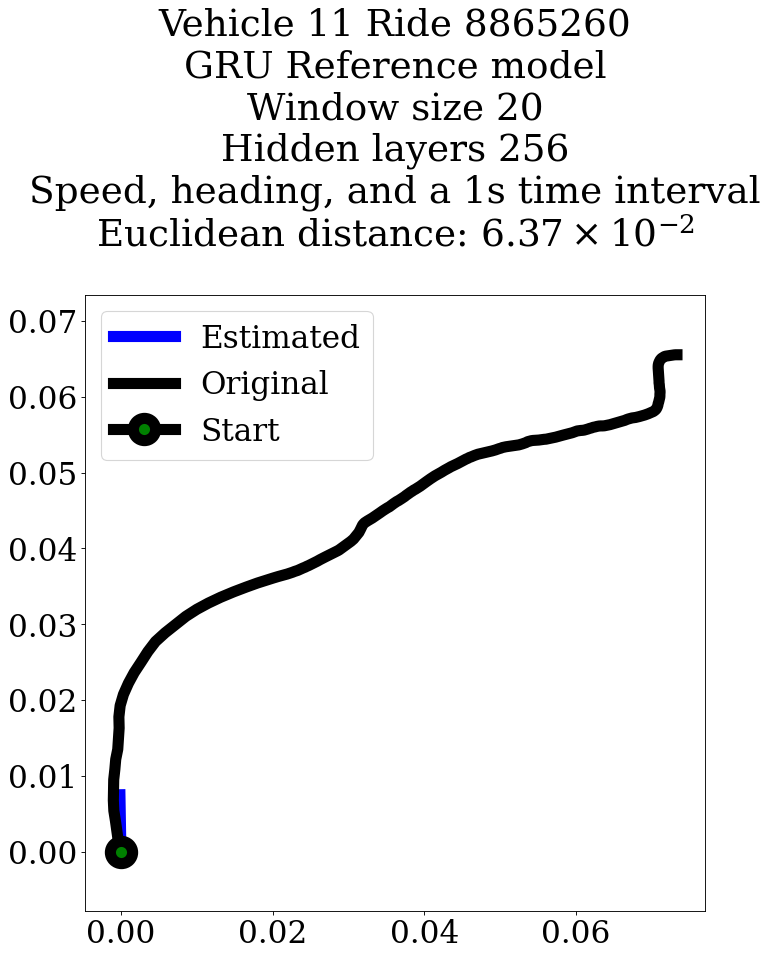 Vehicle 11 Ride 8865260
GRU Reference model
Window size 20
Hidden layers 256
Speed, heading, and a 1s time interval
Euclidean distance: 6.37 × 10⁻²
Estimated
Original
Start
0.07
0.06
0.05
0.04
0.03
0.02
0.01
0.00
0.00 0.02 0.04 0.06